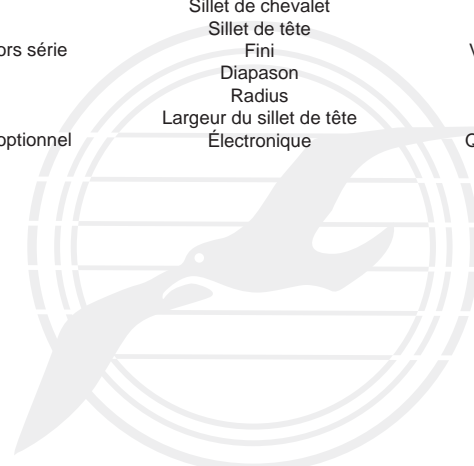 Sillet de chevalet
Sillet de tête
ors série Fini V
Diapason
Radius
Largeur du sillet de tête
optionnel Électronique Q